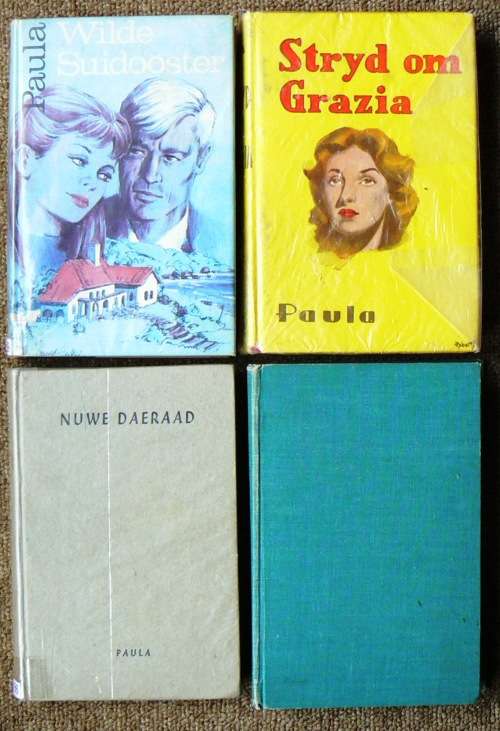 Paula
Wilde
Suidooster
Stryd om
Grazia
Paula
NUWE DAERAAD
PAULA